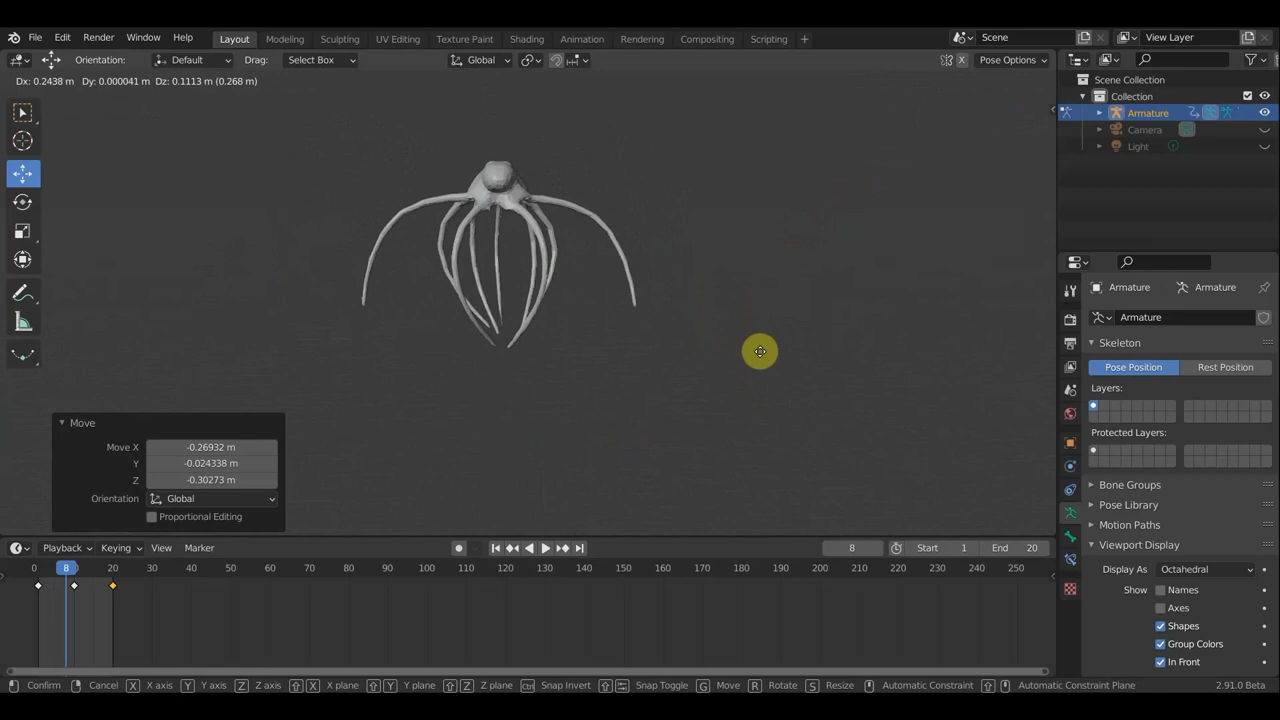 File Edit Render Window Help Layout Modeling Sculpting UV Editing Texture Paint Shading Animation Rendering Compositing Scripting + Scene View Layer
Orientation: Default Drag: Select Box Global X Pose Options
Dx: 0.2438 m Dy: 0.000041 m Dz: 0.1113 m (0.268 m)
Scene Collection
Collection
Armature
Camera
Light
Armature Armature
Armature
Skeleton
Pose Position Rest Position
Layers:
Protected Layers:
Bone Groups
Pose Library
Motion Paths
Viewport Display
Display As Octahedral
Show Names
Axes
Shapes
Group Colors
In Front
Move
Move X -0.26932 m
Y -0.024338 m
Z -0.30273 m
Orientation Global
Proportional Editing
Playback Keying View Marker 8 Start 1 End 20
0 8 20 30 40 50 60 70 80 90 100 110 120 130 140 150 160 170 180 190 200 210 220 230 240 250
Confirm Cancel X X axis Y Y axis Z Z axis X X plane Y Y plane Z Z plane Ctrl Snap Invert Snap Toggle G Move R Rotate S Resize Automatic Constraint Automatic Constraint Plane 2.91.0 Beta